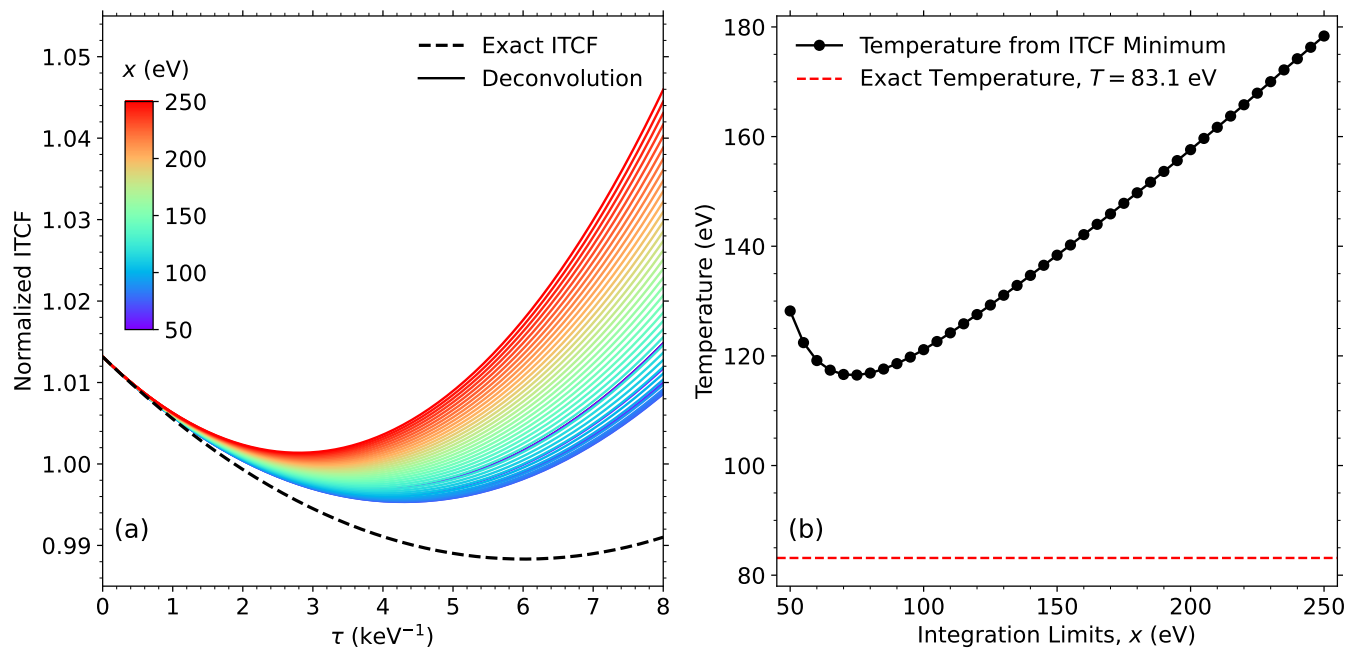 Normalized ITCF
1.05
1.04
1.03
1.02
1.01
1.00
0.99
x (eV)
250
200
150
100
50
Exact ITCF
Deconvolution
(a)
0 1 2 3 4 5 6 7 8
τ (keV⁻¹)
Temperature (eV)
180
160
140
120
100
80
Temperature from ITCF Minimum
Exact Temperature, T = 83.1 eV
(b)
50 100 150 200 250
Integration Limits, x (eV)